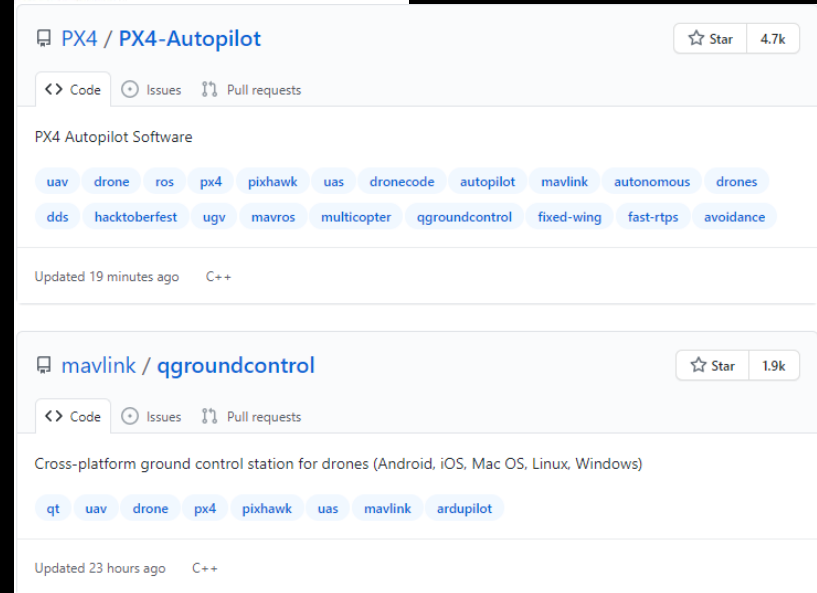 PX4 / PX4-Autopilot Star 4.7k
Code Issues Pull requests
PX4 Autopilot Software
uav drone ros px4 pixhawk uas dronecode autopilot mavlink autonomous drones
dds hacktoberfest ugv mavros multicopter qgroundcontrol fixed-wing fast-rtps avoidance
Updated 19 minutes ago C++
mavlink / qgroundcontrol Star 1.9k
Code Issues Pull requests
Cross-platform ground control station for drones (Android, iOS, Mac OS, Linux, Windows)
qt uav drone px4 pixhawk uas mavlink ardupilot
Updated 23 hours ago C++